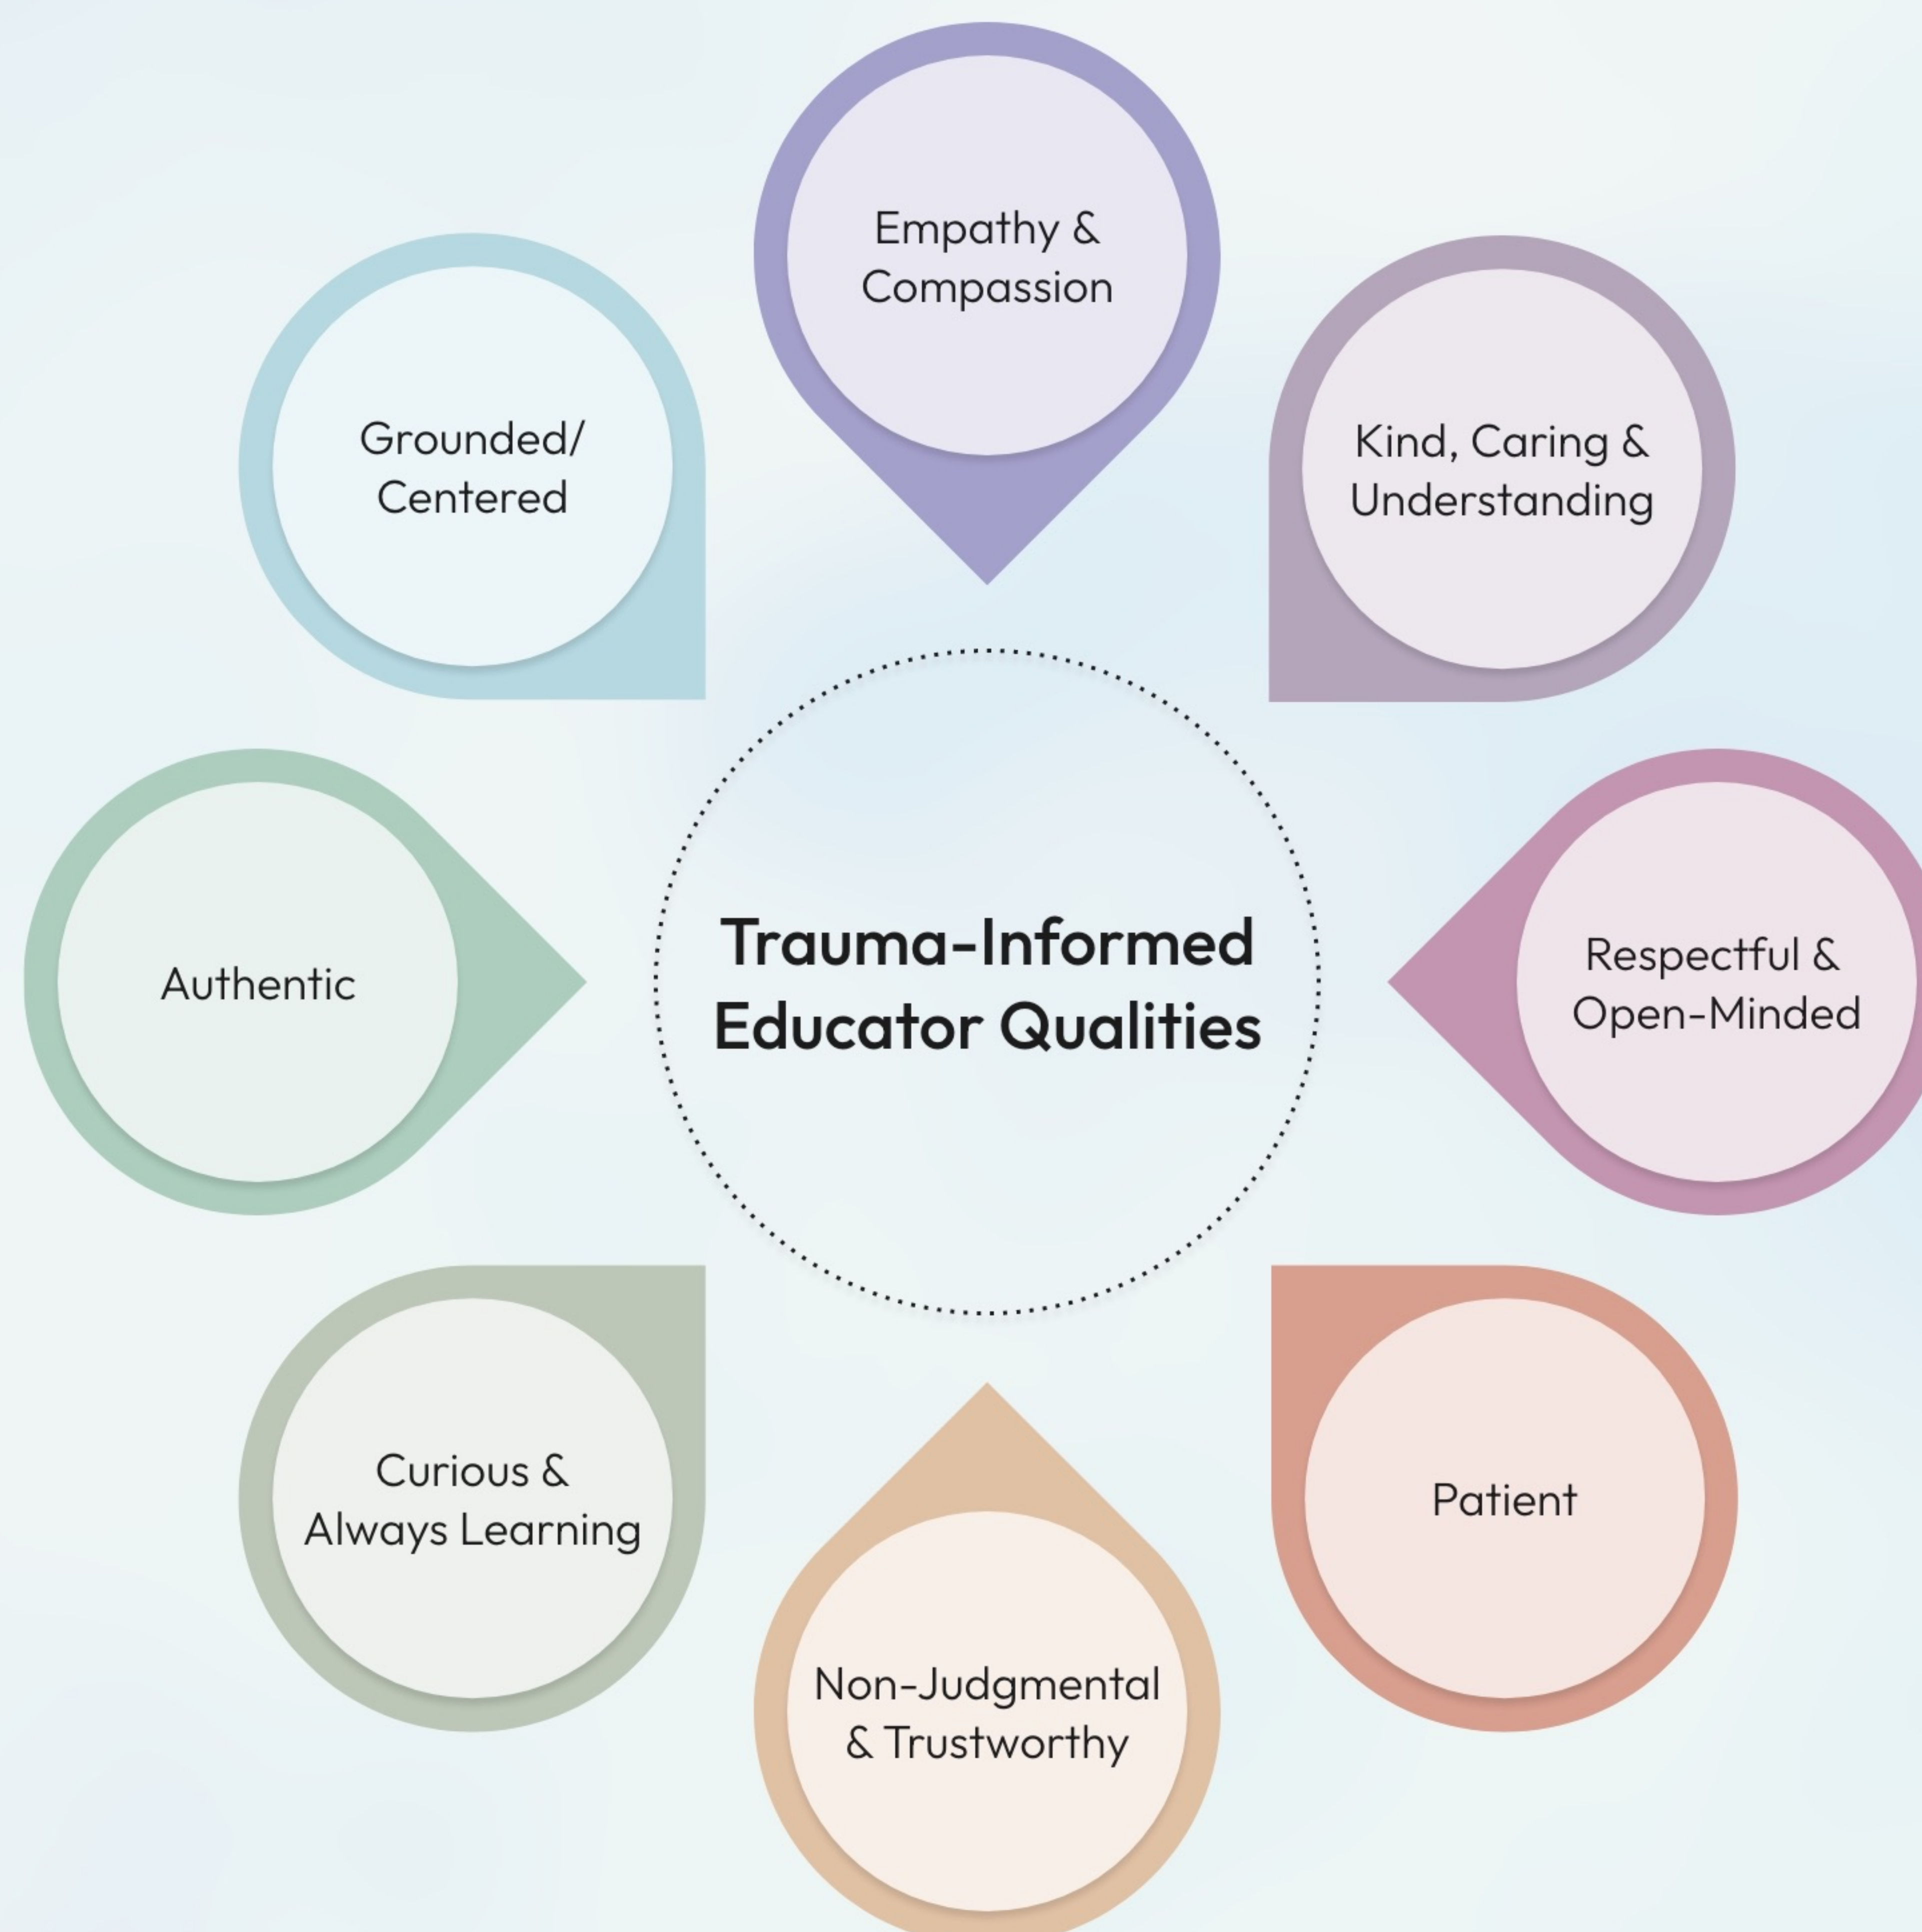 Empathy &
Compassion
Kind, Caring &
Understanding
Respectful &
Open-Minded
Patient
Non-Judgmental
& Trustworthy
Curious &
Always Learning
Authentic
Grounded/
Centered
Trauma-Informed
Educator Qualities